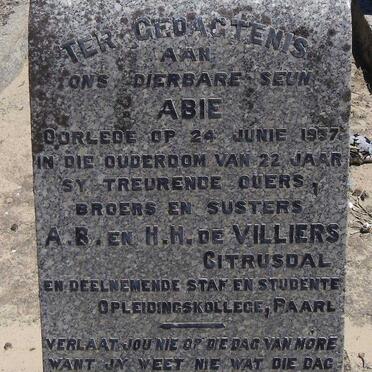 TER GEDAGTENIS
AAN
ONS DIERBARE SEUN
ABIE
OORLEDE OP 24 JUNIE 1957
IN DIE OUDERDOM VAN 22 JAAR
SY TREURENDE OUERS,
BROERS EN SUSTERS
A.B. EN H.H. DE VILLIERS
CITRUSDAL
EN DEELNEMENDE STAF EN STUDENTE
OPLEIDINGSKOLLEGE, PAARL
VERLAAT JOU NIE OP DIE DAG VAN MÔRE
WANT JY WEET NIE WAT DIE DAG